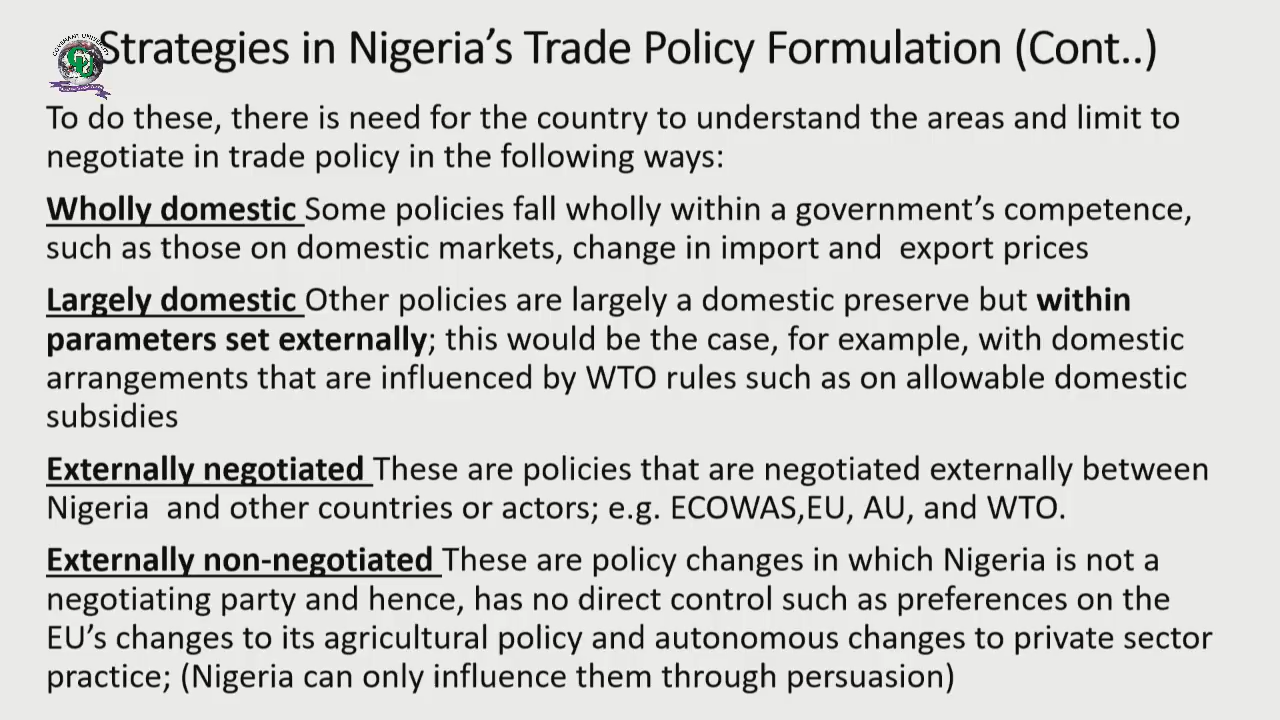 Strategies in Nigeria's Trade Policy Formulation (Cont..)
To do these, there is need for the country to understand the areas and limit to
negotiate in trade policy in the following ways:
Wholly domestic Some policies fall wholly within a government's competence,
such as those on domestic markets, change in import and  export prices
Largely domestic Other policies are largely a domestic preserve but within
parameters set externally; this would be the case, for example, with domestic
arrangements that are influenced by WTO rules such as on allowable domestic
subsidies
Externally negotiated These are policies that are negotiated externally between
Nigeria  and other countries or actors; e.g. ECOWAS,EU, AU, and WTO.
Externally non-negotiated These are policy changes in which Nigeria is not a
negotiating party and hence, has no direct control such as preferences on the
EU's changes to its agricultural policy and autonomous changes to private sector
practice; (Nigeria can only influence them through persuasion)